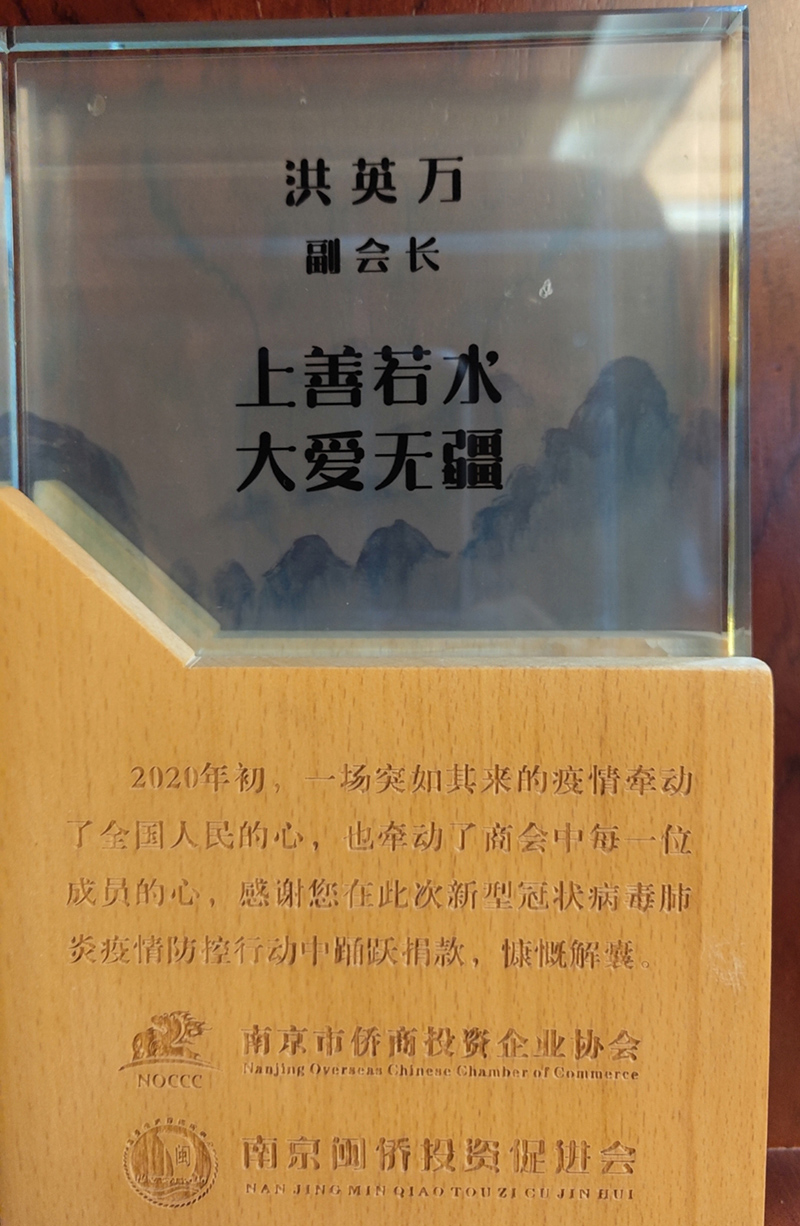 洪英万
副会长
上善若水
大爱无疆
2020年初，一场突如其来的疫情牵动
了全国人民的心，也牵动了商会中每一位
成员的心，感谢您在此次新型冠状病毒肺
炎疫情防控行动中踊跃捐款，慷慨解囊。
南京市侨商投资企业协会
Nanjing Overseas Chinese Chamber of Commerce
NOCCC
闽
南京闽侨投资促进会
NAN JING MIN QIAO TOU ZI CU JIN HUI